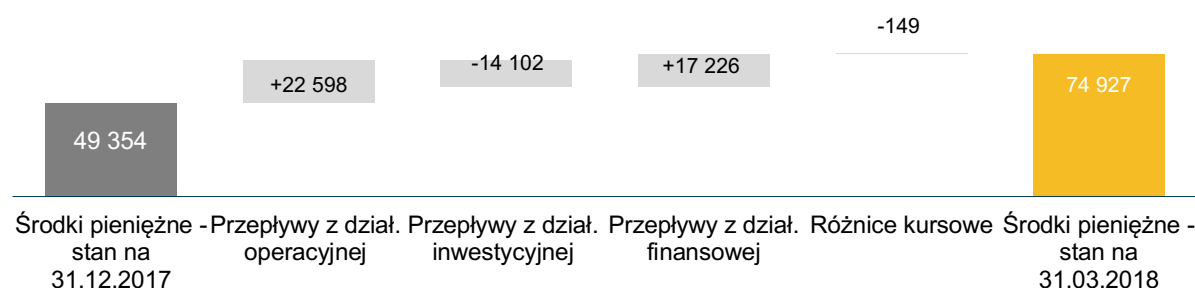 -149
+22 598
-14 102
+17 226
74 927
49 354
Środki pieniężne -
stan na
31.12.2017
Przepływy z dział.
operacyjnej
Przepływy z dział.
inwestycyjnej
Przepływy z dział.
finansowej
Różnice kursowe
Środki pieniężne -
stan na
31.03.2018